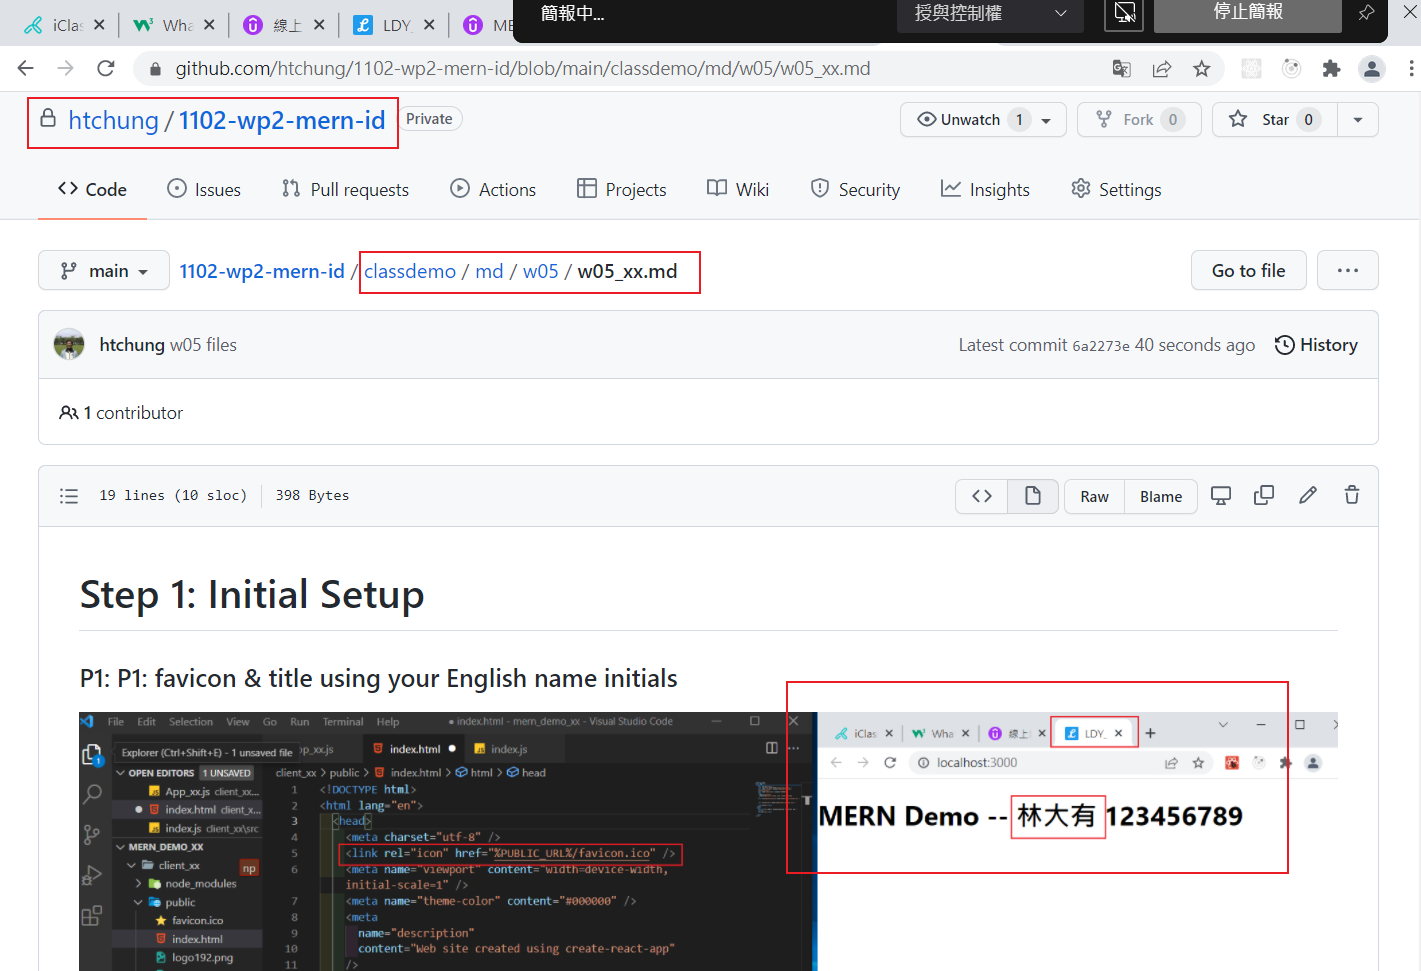 iClas
Wha
線上
LDY_
ME
簡報中...
授與控制權
停止簡報
github.com/htchung/1102-wp2-mern-id/blob/main/classdemo/md/w05/w05_xx.md
htchung / 1102-wp2-mern-id
Private
Unwatch 1
Fork 0
Star 0
Code
Issues
Pull requests
Actions
Projects
Wiki
Security
Insights
Settings
main
1102-wp2-mern-id / classdemo / md / w05 / w05_xx.md
Go to file
htchung w05 files
Latest commit 6a2273e 40 seconds ago
History
1 contributor
19 lines (10 sloc)
398 Bytes
Raw
Blame
Step 1: Initial Setup
P1: P1: favicon & title using your English name initials
File Edit Selection View Go Run Terminal Help
● index.html - mern_demo_xx - Visual Studio Code
Explorer (Ctrl+Shift+E) - 1 unsaved file
pp_xx.js
index.html
index.js
OPEN EDITORS 1 UNSAVED
App_xx.js client_xx...
index.html client_x...
index.js client_xx\src
MERN_DEMO_XX
client_xx
np
node_modules
public
favicon.ico
index.html
logo192.png
client_xx > public > index.html > html > head
1 <!DOCTYPE html>
2 <html lang="en">
3 <head>
4 <meta charset="utf-8" />
5 <link rel="icon" href="%PUBLIC_URL%/favicon.ico" />
6 <meta name="viewport" content="width=device-width,
initial-scale=1" />
7 <meta name="theme-color" content="#000000" />
8 <meta
9 name="description"
10 content="Web site created using create-react-app"
11 />
iClas
Wha
線上
LDY_
localhost:3000
MERN Demo -- 林大有 123456789